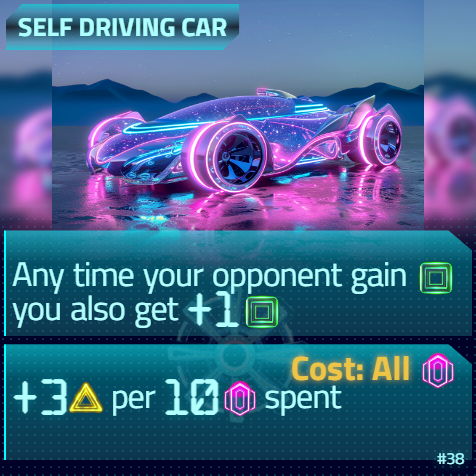 SELF DRIVING CAR
Any time your opponent gain
you also get +1
Cost: All
+3 per 10 spent
#38